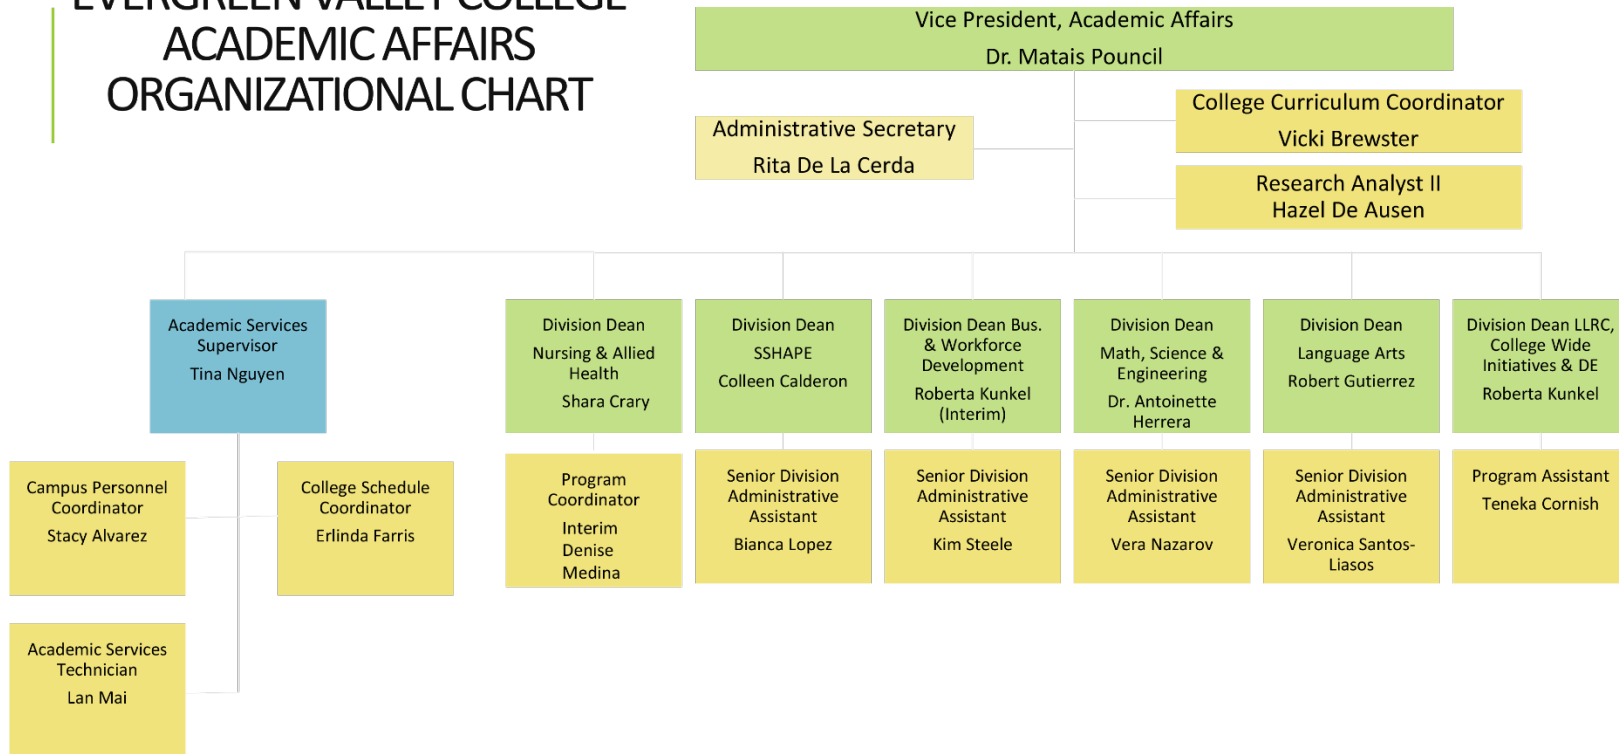 EVERGREEN VALLEY COLLEGE
ACADEMIC AFFAIRS
ORGANIZATIONAL CHART
Vice President, Academic Affairs
Dr. Matais Pouncil
Administrative Secretary
Rita De La Cerda
College Curriculum Coordinator
Vicki Brewster
Research Analyst II
Hazel De Ausen
Academic Services
Supervisor
Tina Nguyen
Division Dean
Nursing & Allied
Health
Shara Crary
Division Dean
SSHAPE
Colleen Calderon
Division Dean Bus.
& Workforce
Development
Roberta Kunkel
(Interim)
Division Dean
Math, Science &
Engineering
Dr. Antoinette
Herrera
Division Dean
Language Arts
Robert Gutierrez
Division Dean LLRC,
College Wide
Initiatives & DE
Roberta Kunkel
Campus Personnel
Coordinator
Stacy Alvarez
College Schedule
Coordinator
Erlinda Farris
Program
Coordinator
Interim
Denise
Medina
Senior Division
Administrative
Assistant
Bianca Lopez
Senior Division
Administrative
Assistant
Kim Steele
Senior Division
Administrative
Assistant
Vera Nazarov
Senior Division
Administrative
Assistant
Veronica Santos-
Liasos
Program Assistant
Teneka Cornish
Academic Services
Technician
Lan Mai